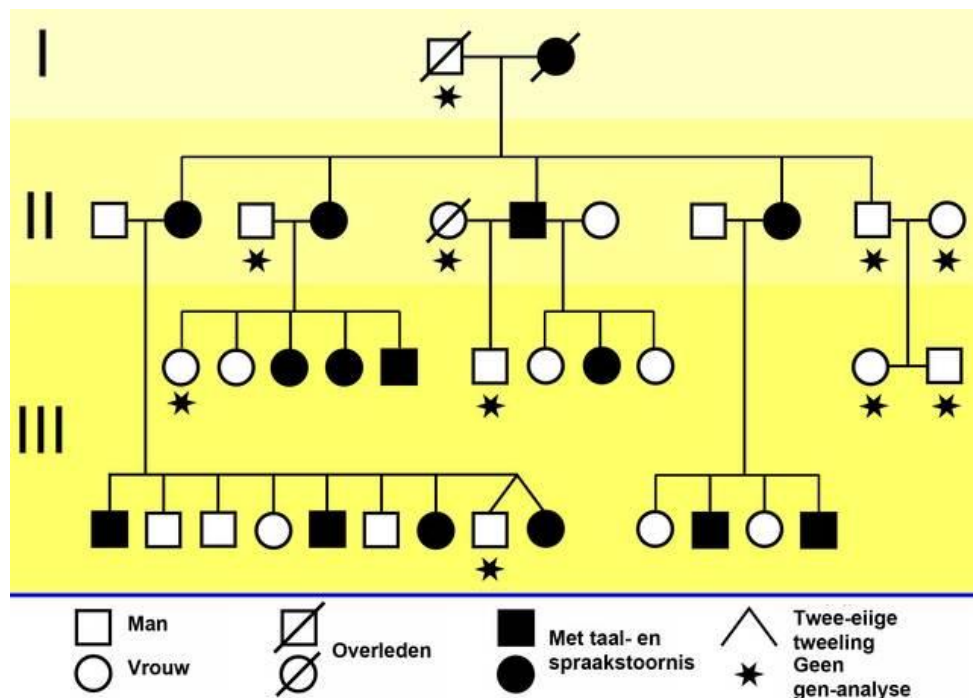 I
II
III
Man
Vrouw
Overleden
Met taal- en
spraakstoornis
Twee-eiige
tweeling
Geen
gen-analyse